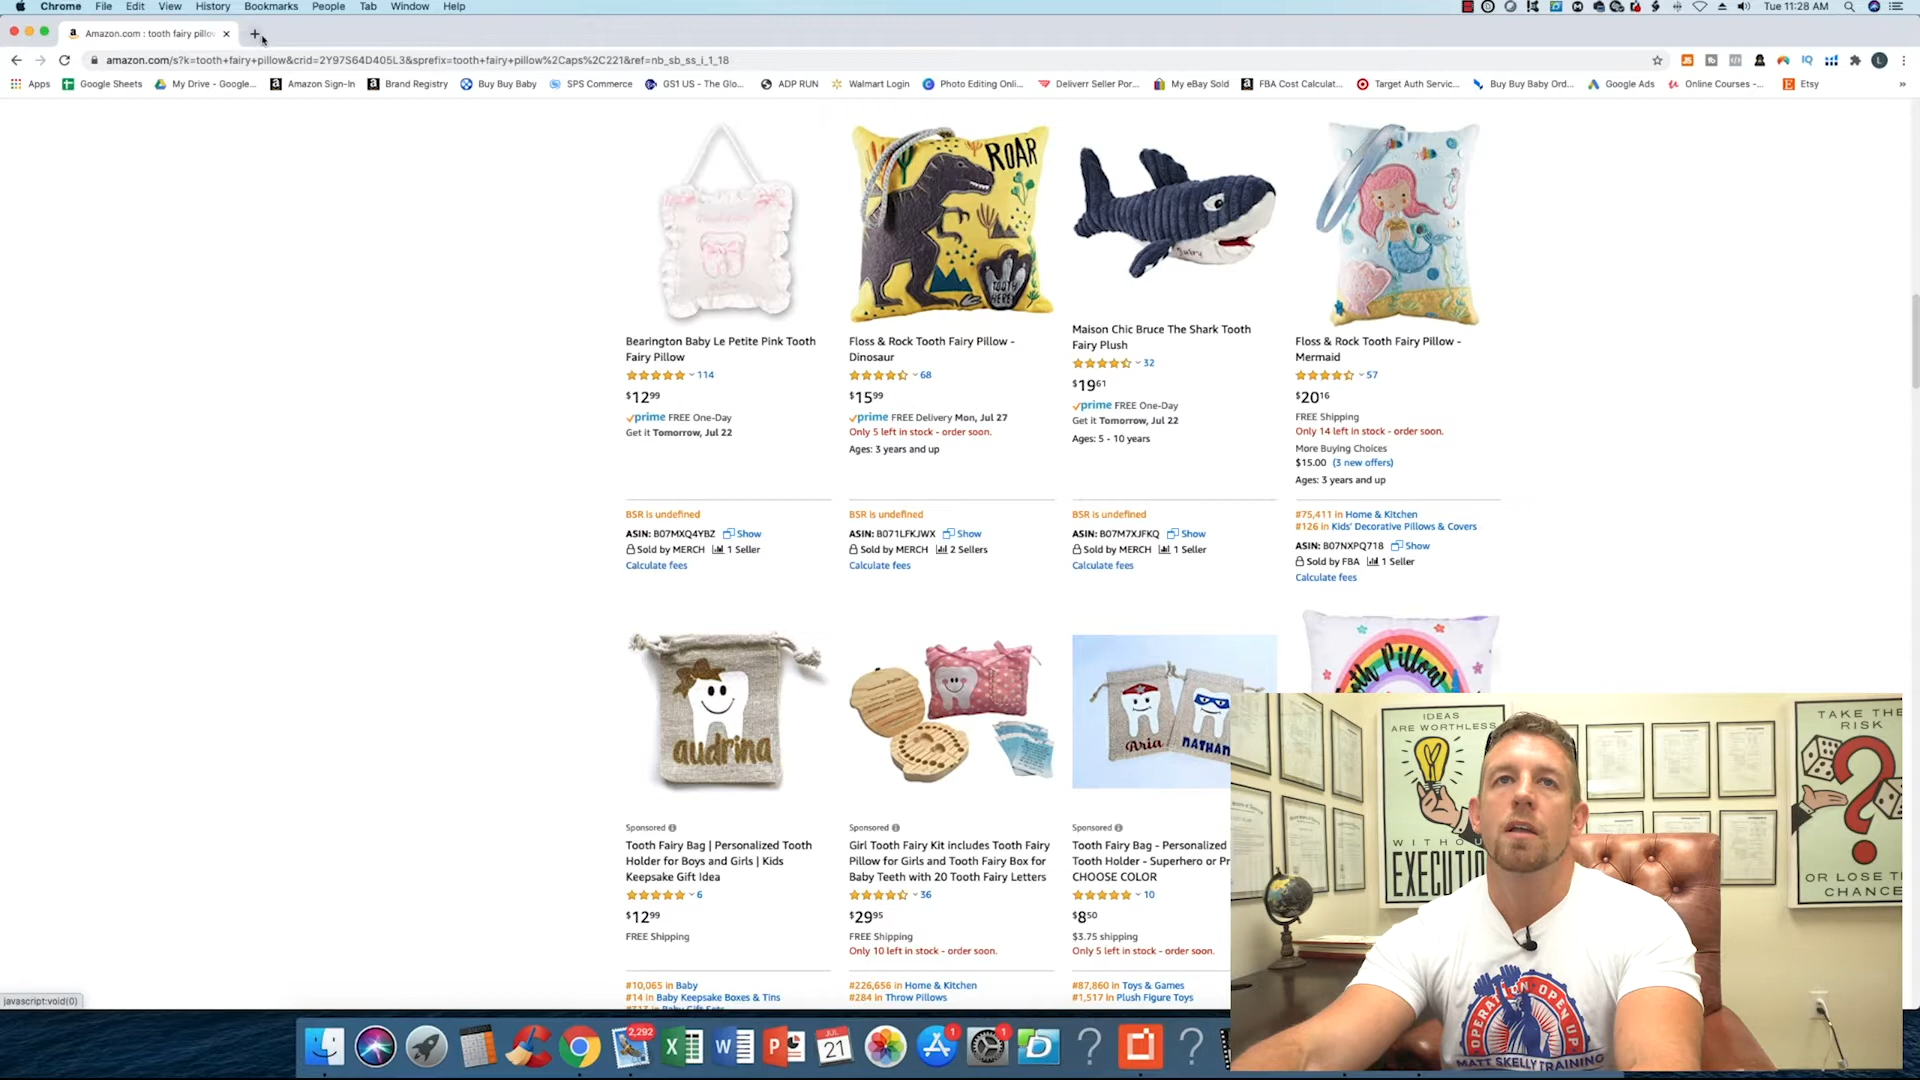 Chrome File Edit View History Bookmarks People Tab Window Help
Tue 11:28 AM
Amazon.com : tooth fairy pillow
amazon.com/s?k=tooth+fairy+pillow&crid=2Y97S64D405L3&sprefix=tooth+fairy+pillow%2Caps%2C221&ref=nb_sb_ss_i_1_18
Apps Google Sheets My Drive - Google... Amazon Sign-In Brand Registry Buy Buy Baby SPS Commerce GS1 US - The Glo... ADP RUN Walmart Login Photo Editing Onli... Deliverr Seller Por... My eBay Sold FBA Cost Calculat... Target Auth Servic... Buy Buy Baby Ord... Google Ads Online Courses -... Etsy
ROAR
TOOTH
HERE!
Bearington Baby Le Petite Pink Tooth
Fairy Pillow
114
$12.99
prime FREE One-Day
Get it Tomorrow, Jul 22
Floss & Rock Tooth Fairy Pillow -
Dinosaur
68
$15.99
prime FREE Delivery Mon, Jul 27
Only 5 left in stock - order soon.
Ages: 3 years and up
Maison Chic Bruce The Shark Tooth
Fairy Plush
32
$19.61
prime FREE One-Day
Get it Tomorrow, Jul 22
Ages: 5 - 10 years
Floss & Rock Tooth Fairy Pillow -
Mermaid
57
$20.16
FREE Shipping
Only 14 left in stock - order soon.
More Buying Choices
$15.00 (3 new offers)
Ages: 3 years and up
BSR is undefined
ASIN: B07MXQ4YBZ Show
Sold by MERCH 1 Seller
Calculate fees
BSR is undefined
ASIN: B071LFKJWX Show
Sold by MERCH 2 Sellers
Calculate fees
BSR is undefined
ASIN: B07M7XJFKQ Show
Sold by MERCH 1 Seller
Calculate fees
#75,411 in Home & Kitchen
#126 in Kids' Decorative Pillows & Covers
ASIN: B07NXPQ718 Show
Sold by FBA 1 Seller
Calculate fees
audrina
Aria
NATHAN
Tooth Pillow
Sponsored
Tooth Fairy Bag | Personalized Tooth
Holder for Boys and Girls | Kids
Keepsake Gift Idea
6
$12.99
FREE Shipping
#10,065 in Baby
#14 in Baby Keepsake Boxes & Tins
Sponsored
Girl Tooth Fairy Kit includes Tooth Fairy
Pillow for Girls and Tooth Fairy Box for
Baby Teeth with 20 Tooth Fairy Letters
36
$29.95
FREE Shipping
Only 10 left in stock - order soon.
#226,656 in Home & Kitchen
#284 in Throw Pillows
Sponsored
Tooth Fairy Bag - Personalized
Tooth Holder - Superhero or Pr
CHOOSE COLOR
10
$8.50
$3.75 shipping
Only 5 left in stock - order soon.
#87,860 in Toys & Games
#1,517 in Plush Figure Toys
IDEAS
ARE WORTHLESS
WITHOU
EXECUTIO
TAKE THE
RISK
OR LOSE T
CHANCE
OPERATION OPEN UP
MATT SKELLY TRAINING
javascript:void(0)
2,292
JUL
21
1
1